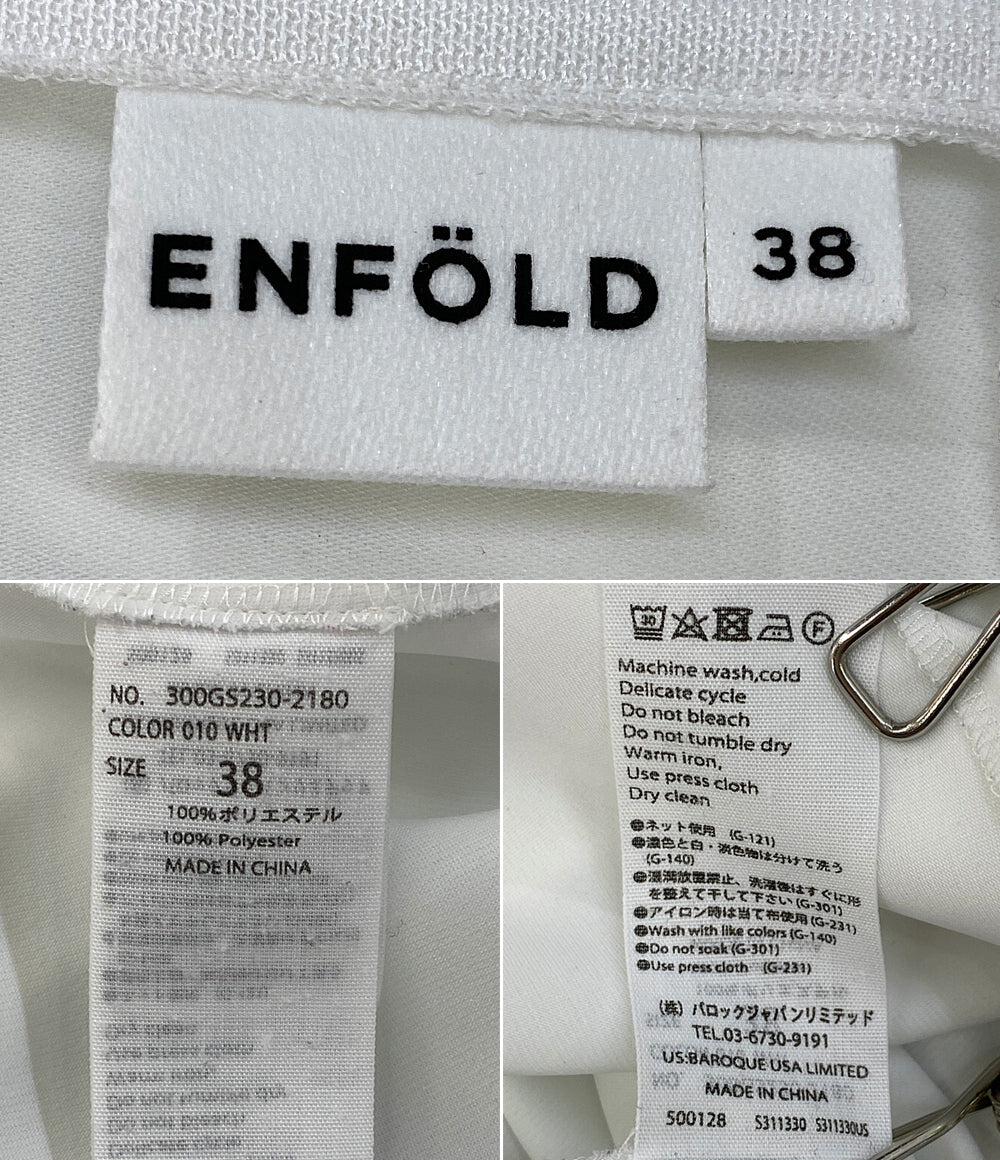 ENFÖLD
38
NO. 300GS230-2180
COLOR 010 WHT
SIZE 38
100%ポリエステル
100% Polyester
MADE IN CHINA
30
F
Machine wash,cold
Delicate cycle
Do not bleach
Do not tumble dry
Warm iron,
Use press cloth
Dry clean
●ネット使用 (G-121)
●濃色と白・淡色物は分けて洗う
(G-140)
●湿潤放置禁止、洗濯後はすぐに形
を整えて干して下さい(G-301)
●アイロン時は当て布使用(G-231)
●Wash with like colors (G-140)
●Do not soak (G-301)
●Use press cloth (G-231)
(株) バロックジャパンリミテッド
TEL.03-6730-9191
US:BAROQUE USA LIMITED
MADE IN CHINA
500128 S311330 S311330US